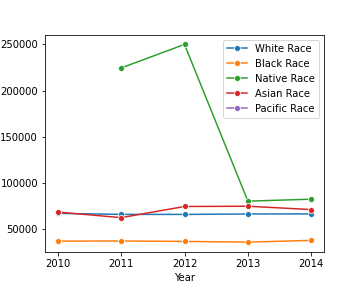 250000
200000
150000
100000
50000
2010 2011 2012 2013 2014
Year
White Race
Black Race
Native Race
Asian Race
Pacific Race